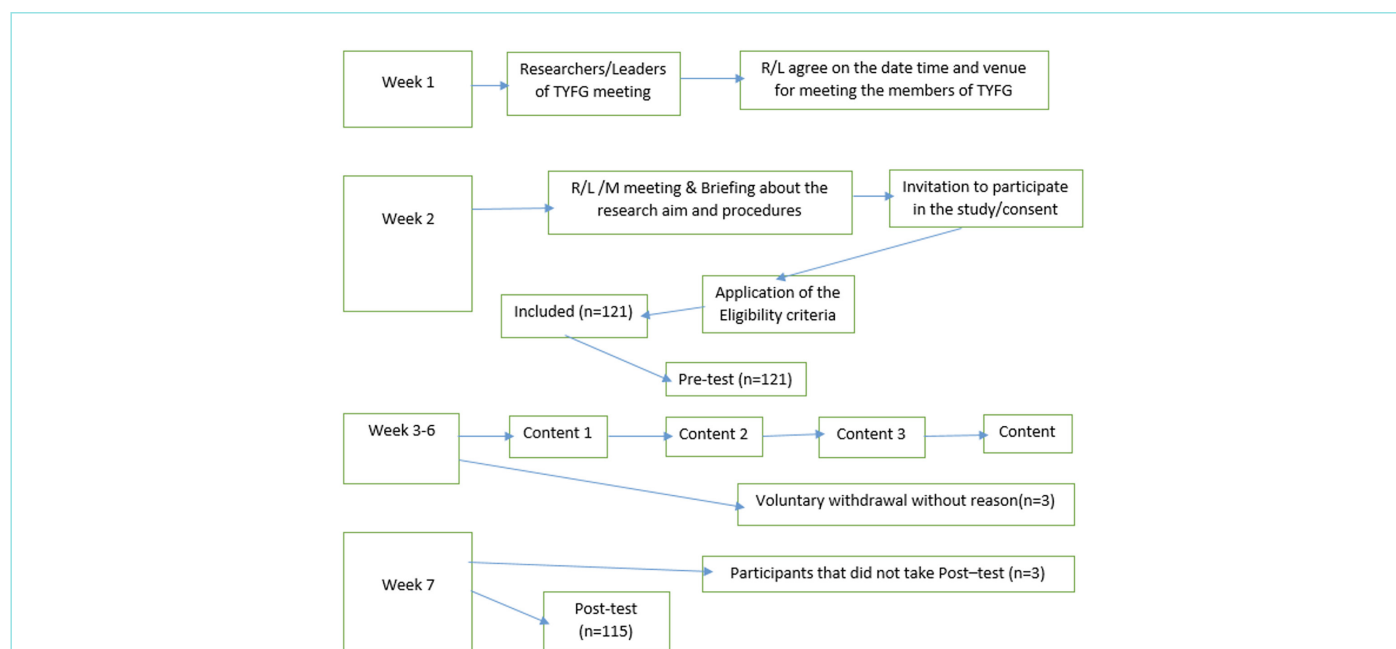 Week 1
Researchers/Leaders
of TYFG meeting
R/L agree on the date time and venue
for meeting the members of TYFG
Week 2
R/L /M meeting & Briefing about the
research aim and procedures
Invitation to participate
in the study/consent
Application of the
Eligibility criteria
Included (n=121)
Pre-test (n=121)
Week 3-6
Content 1
Content 2
Content 3
Content
Voluntary withdrawal without reason(n=3)
Week 7
Participants that did not take Post–test (n=3)
Post-test
(n=115)